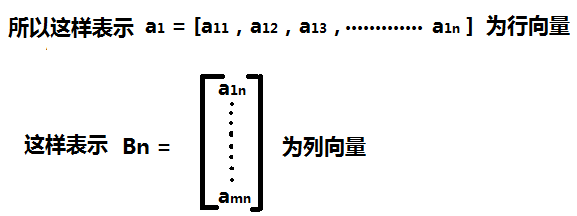 所以这样表示 a1 = [a11 , a12 , a13 , ············· a1n ] 为行向量
a1n
这样表示 Bn = 为列向量
amn